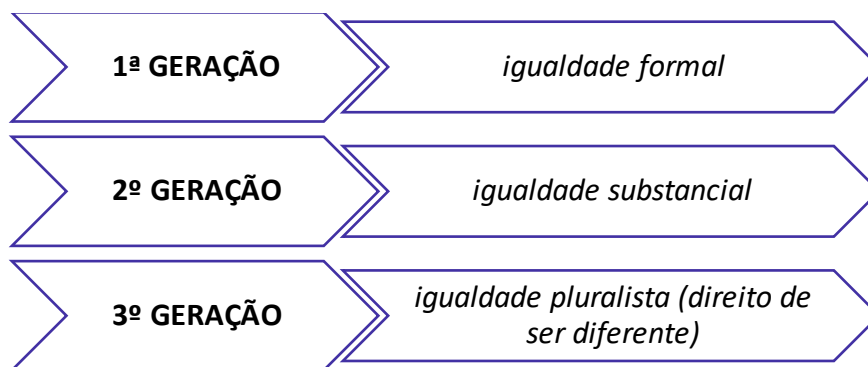 1ª GERAÇÃO
igualdade formal
2º GERAÇÃO
igualdade substancial
3º GERAÇÃO
igualdade pluralista (direito de
ser diferente)